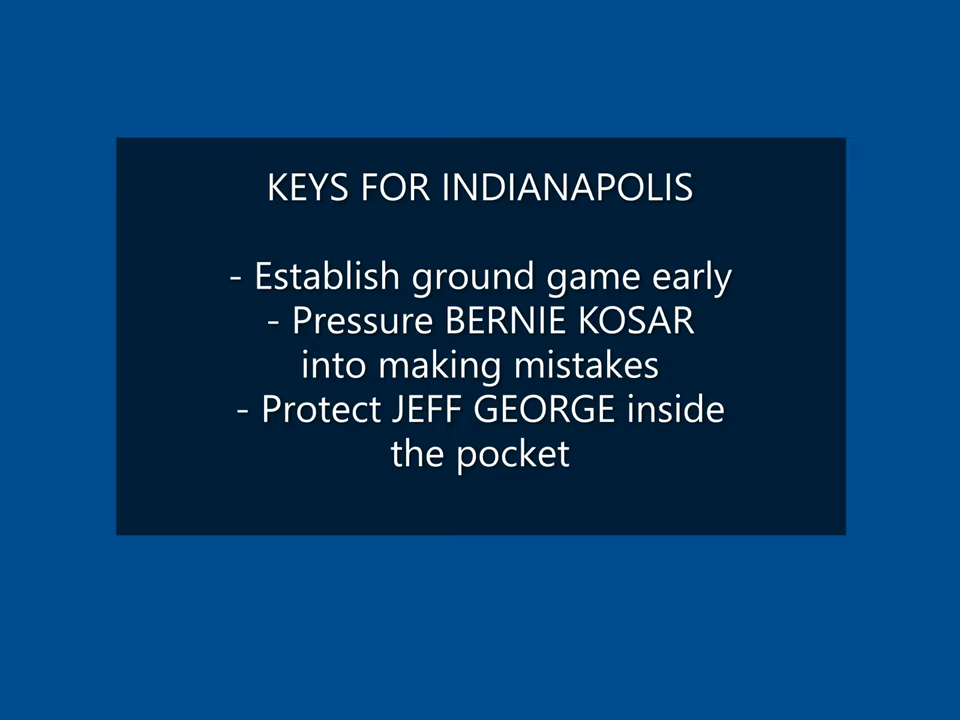 KEYS FOR INDIANAPOLIS
- Establish ground game early
- Pressure BERNIE KOSAR
into making mistakes
- Protect JEFF GEORGE inside
the pocket